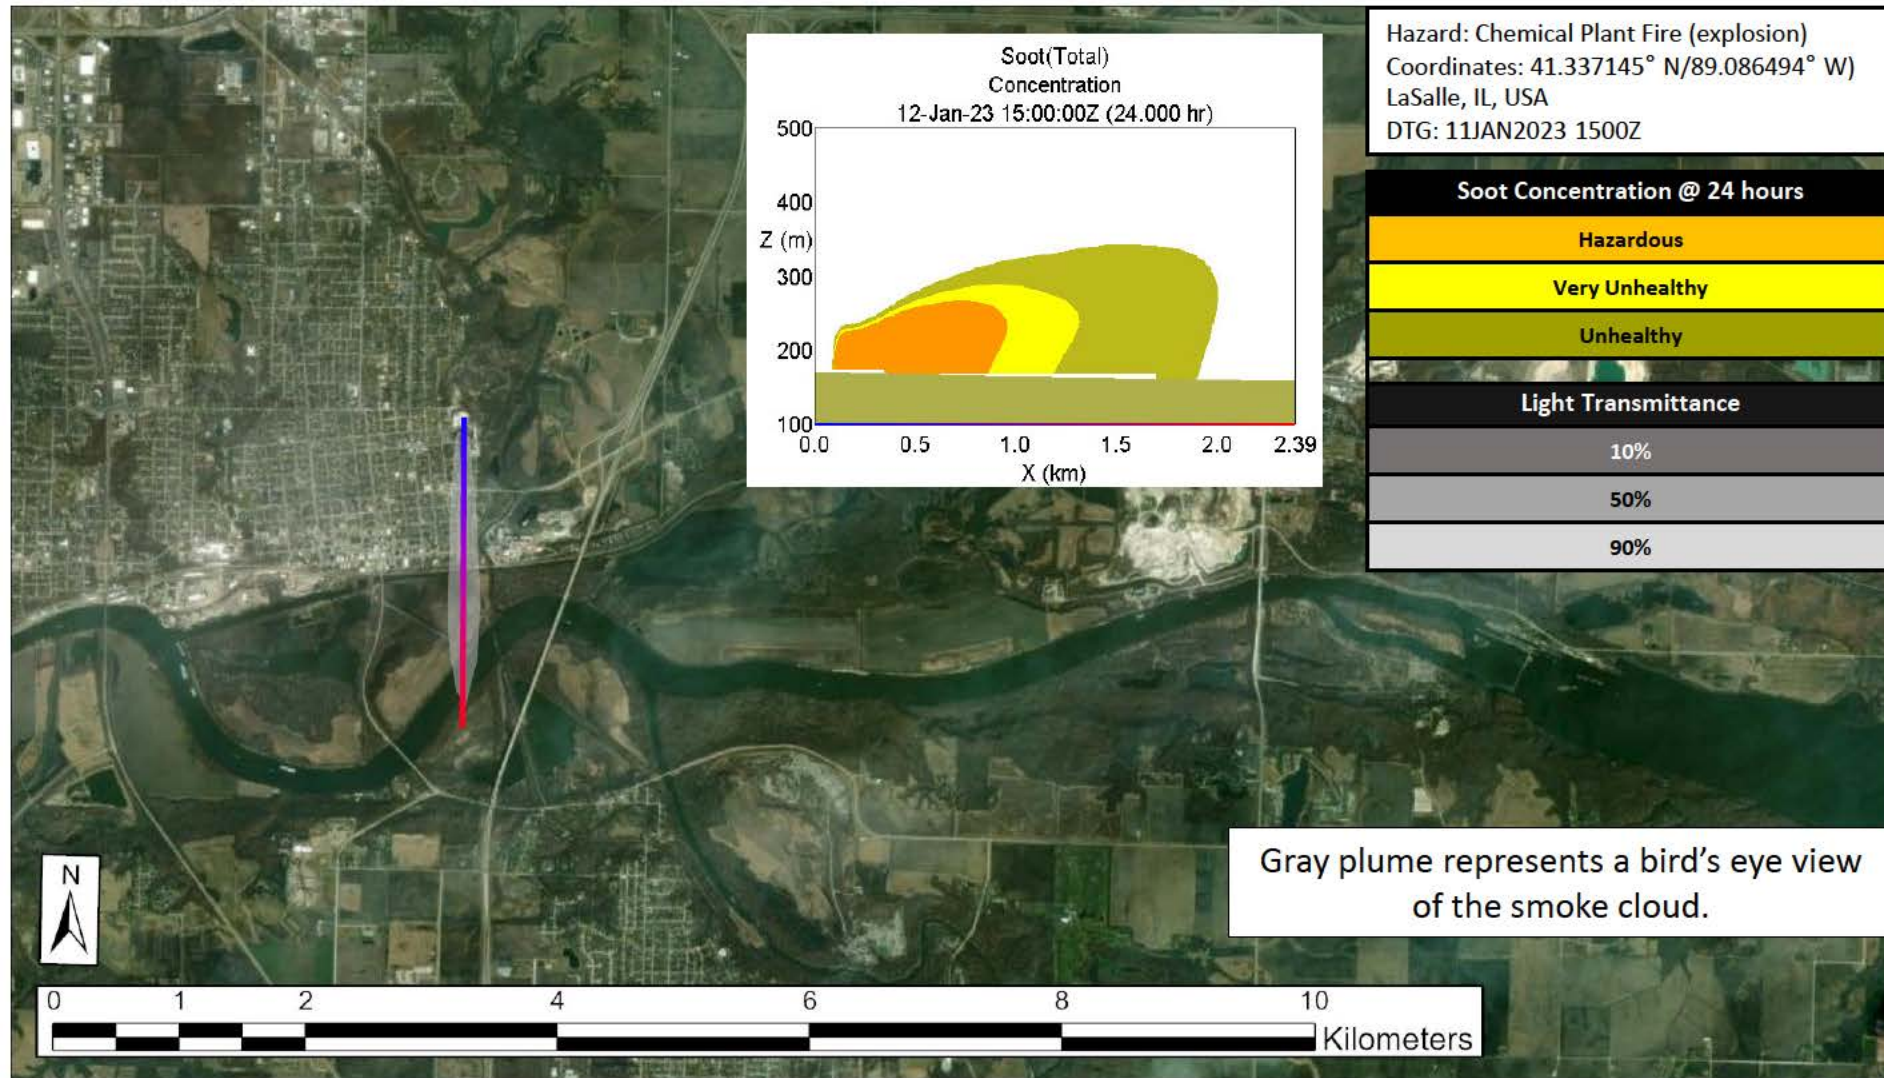 Hazard: Chemical Plant Fire (explosion)
Coordinates: 41.337145° N/89.086494° W)
LaSalle, IL, USA
DTG: 11JAN2023 1500Z
Soot(Total)
Concentration
12-Jan-23 15:00:00Z (24.000 hr)
500
400
Z (m)
300
200
100
0.0 0.5 1.0 1.5 2.0 2.39
X (km)
Soot Concentration @ 24 hours
Hazardous
Very Unhealthy
Unhealthy
Light Transmittance
10%
50%
90%
Gray plume represents a bird's eye view
of the smoke cloud.
N
0 1 2 4 6 8 10
Kilometers